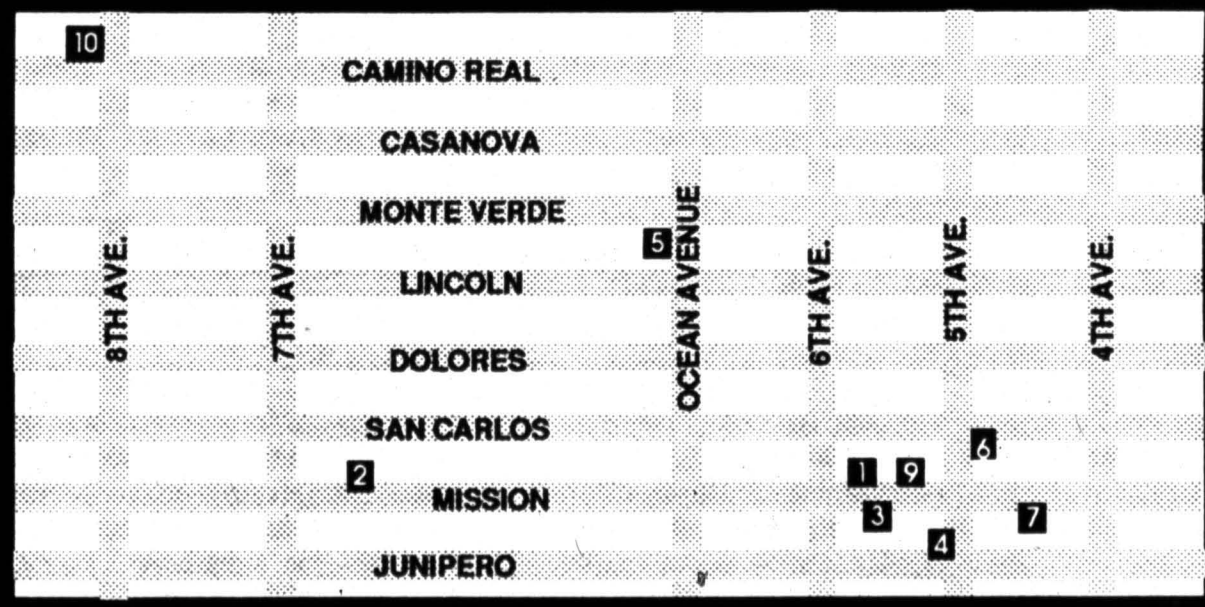 10
CAMINO REAL
CASANOVA
MONTE VERDE
5
OCEAN AVENUE
8TH AVE.
7TH AVE.
6TH AVE.
5TH AVE.
4TH AVE.
LINCOLN
DOLORES
SAN CARLOS
6
2
1
9
MISSION
3
7
4
JUNIPERO